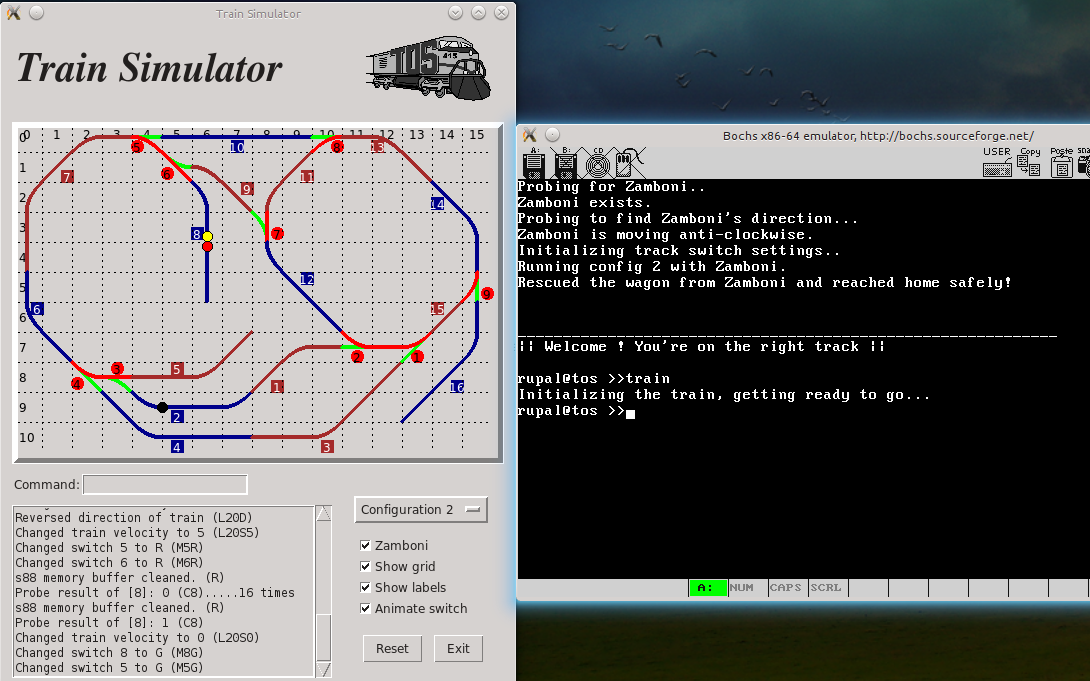 Train Simulator
Train Simulator
TOS
415
0 1 2 3 4 5 6 7 8 9 10 11 12 13 14 15
5 10 8 13
1 6 7 9 11
2 14
3 8 7
4
5 12 9
6 6 15
7 2 1
8 4 3 5 1 16
9 2
10 4 3
Command:
Reversed direction of train (L20D)
Changed train velocity to 5 (L20S5)
Changed switch 5 to R (M5R)
Changed switch 6 to R (M6R)
s88 memory buffer cleaned. (R)
Probe result of [8]: 0 (C8).....16 times
s88 memory buffer cleaned. (R)
Probe result of [8]: 1 (C8)
Changed train velocity to 0 (L20S0)
Changed switch 8 to G (M8G)
Changed switch 5 to G (M5G)
Configuration 2
Zamboni
Show grid
Show labels
Animate switch
Reset Exit
Bochs x86-64 emulator, http://bochs.sourceforge.net/
A: B: CD USER Copy Poste Sna
Probing for Zamboni..
Zamboni exists.
Probing to find Zamboni's direction...
Zamboni is moving anti-clockwise.
Initializing track switch settings..
Running config 2 with Zamboni.
Rescued the wagon from Zamboni and reached home safely!
|| Welcome ! You're on the right track ||
rupal@tos >>train
Initializing the train, getting ready to go...
rupal@tos >>
A: NUM CAPS SCRL